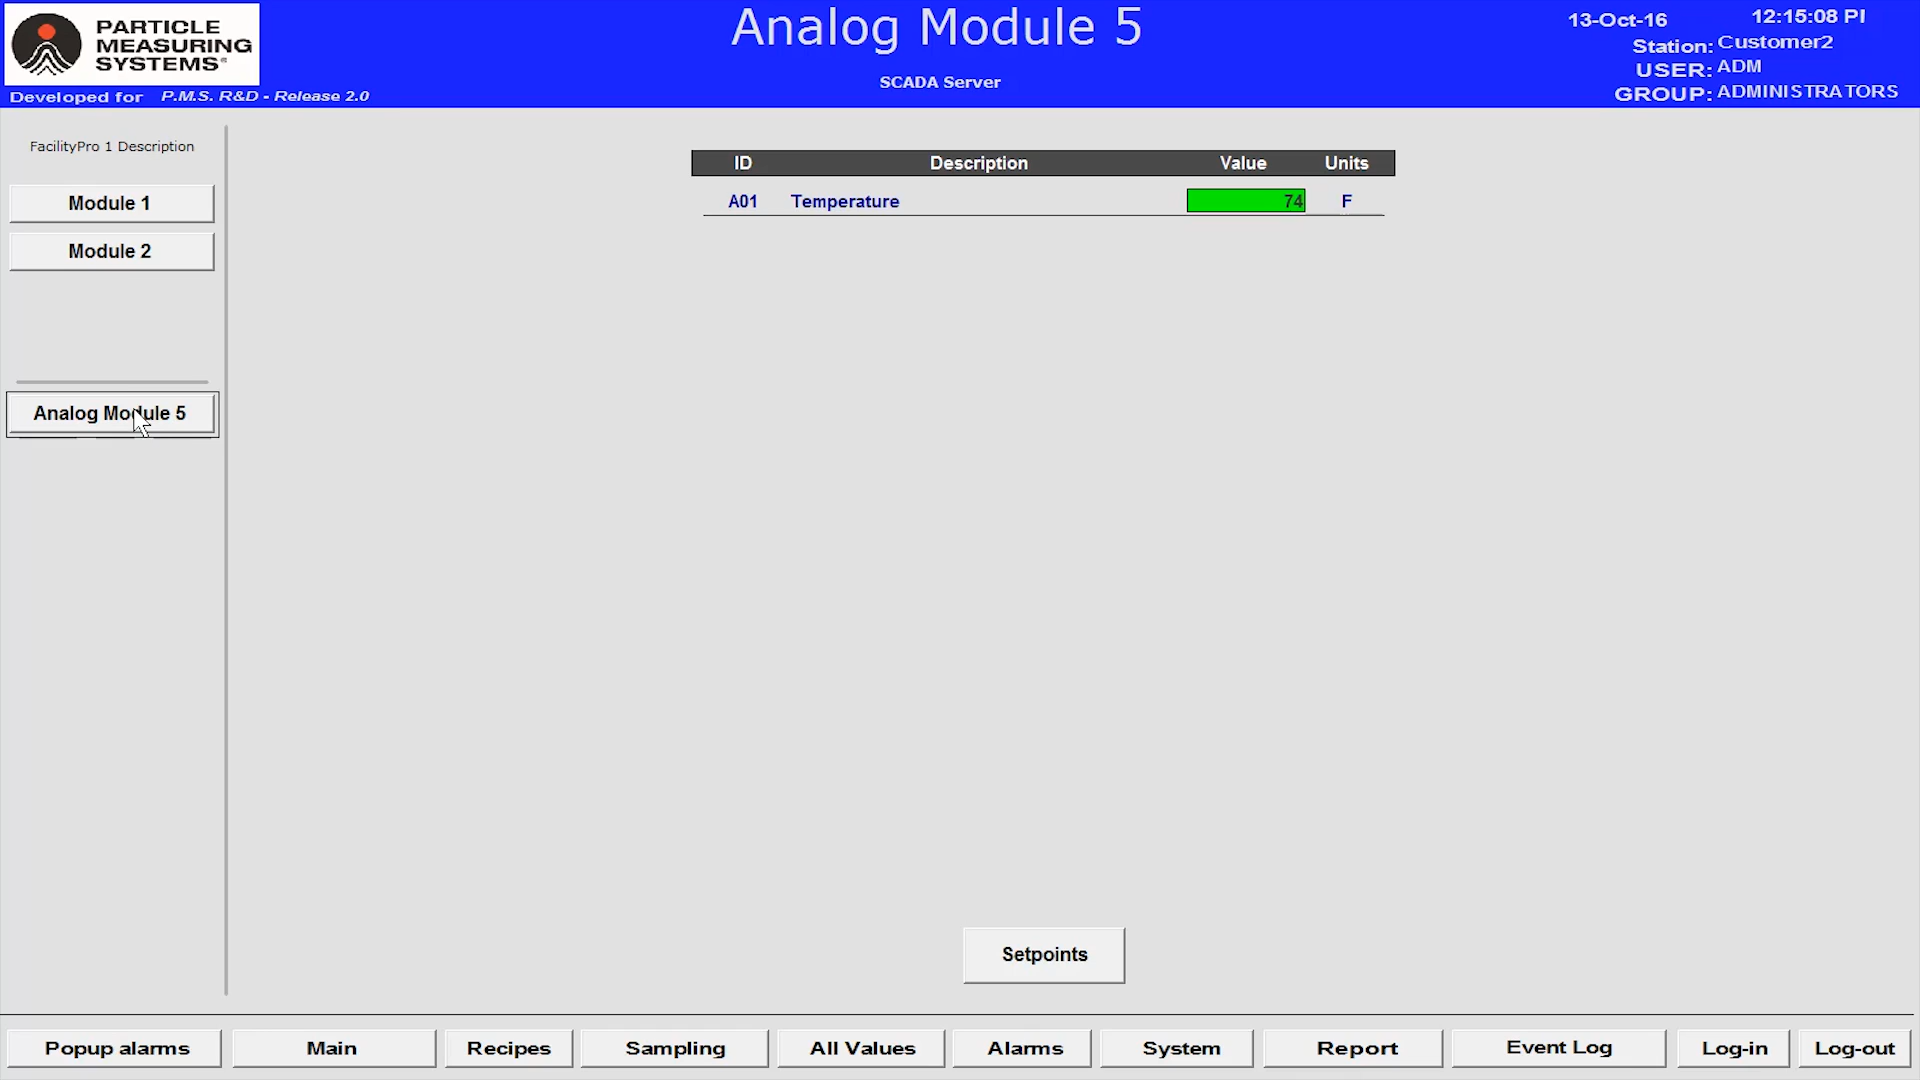 PARTICLE
MEASURING
SYSTEMS®
Developed for P.M.S. R&D - Release 2.0
Analog Module 5
SCADA Server
13-Oct-16 12:15:08 PI
Station: Customer2
USER: ADM
GROUP: ADMINISTRATORS
FacilityPro 1 Description
Module 1
Module 2
Analog Module 5
ID Description Value Units
A01 Temperature 74 F
Setpoints
Popup alarms Main Recipes Sampling All Values Alarms System Report Event Log Log-in Log-out